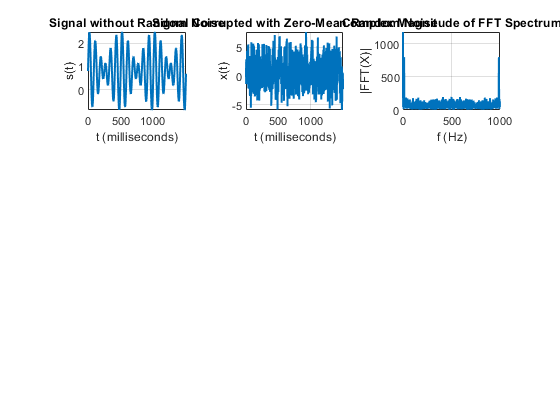 Signal without Random Noise
2
1
0
s(t)
0 500 1000
t (milliseconds)
Signal Corrupted with Zero-Mean Random Noise
5
0
-5
x(t)
0 500 1000
t (milliseconds)
Complex Magnitude of FFT Spectrum
1000
500
0
|FFT(X)|
0 500 1000
f (Hz)